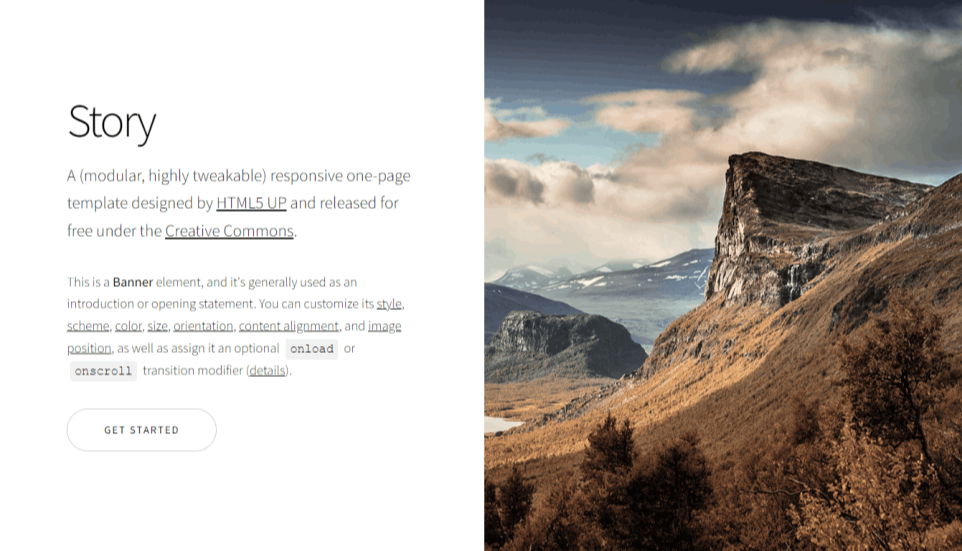 Story
A (modular, highly tweakable) responsive one-page
template designed by HTML5 UP and released for
free under the Creative Commons.
This is a Banner element, and it's generally used as an
introduction or opening statement. You can customize its style,
scheme, color, size, orientation, content alignment, and image
position, as well as assign it an optional onload or
onscroll transition modifier (details).
GET STARTED